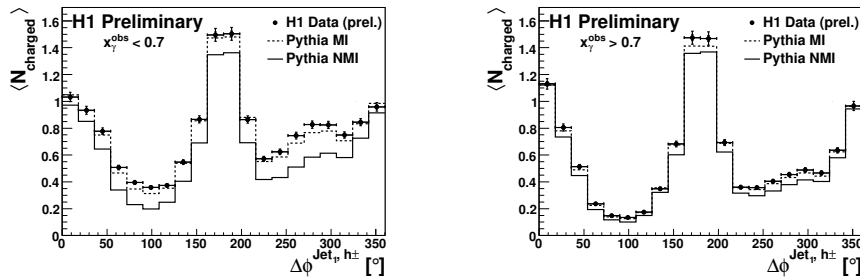 ⟨N_charged⟩
H1 Preliminary
x_γ^obs < 0.7
H1 Data (prel.)
Pythia MI
Pythia NMI
1.6
1.4
1.2
1
0.8
0.6
0.4
0.2
0
0 50 100 150 200 250 300 350
Δϕ^Jet₁, h± [°]
⟨N_charged⟩
H1 Preliminary
x_γ^obs > 0.7
H1 Data (prel.)
Pythia MI
Pythia NMI
1.6
1.4
1.2
1
0.8
0.6
0.4
0.2
0
0 50 100 150 200 250 300 350
Δϕ^Jet₁, h± [°]